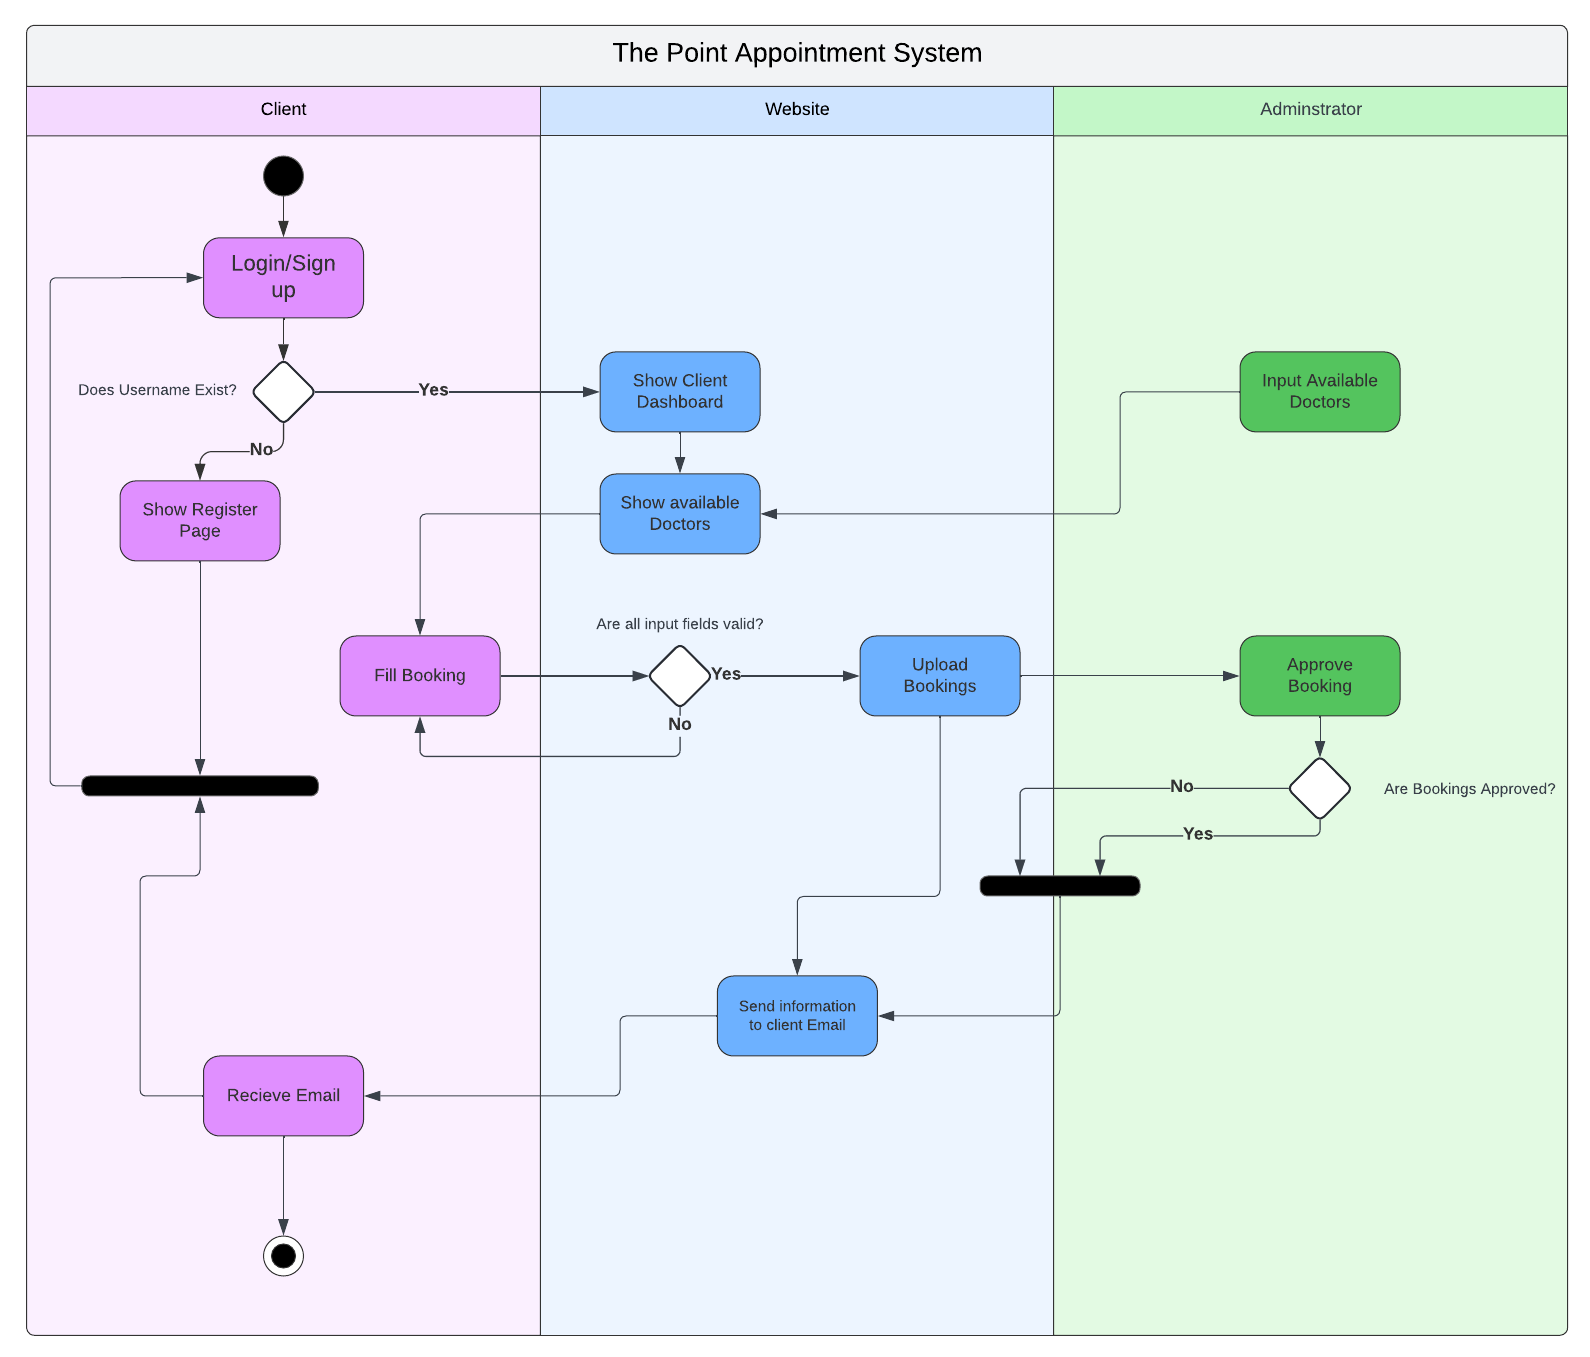 The Point Appointment System
Client
Website
Adminstrator
Login/Sign
up
Does Username Exist?
Yes
Show Client
Dashboard
Input Available
Doctors
No
Show Register
Page
Show available
Doctors
Are all input fields valid?
Fill Booking
Yes
Upload
Bookings
Approve
Booking
No
No
Are Bookings Approved?
Yes
Send information
to client Email
Recieve Email